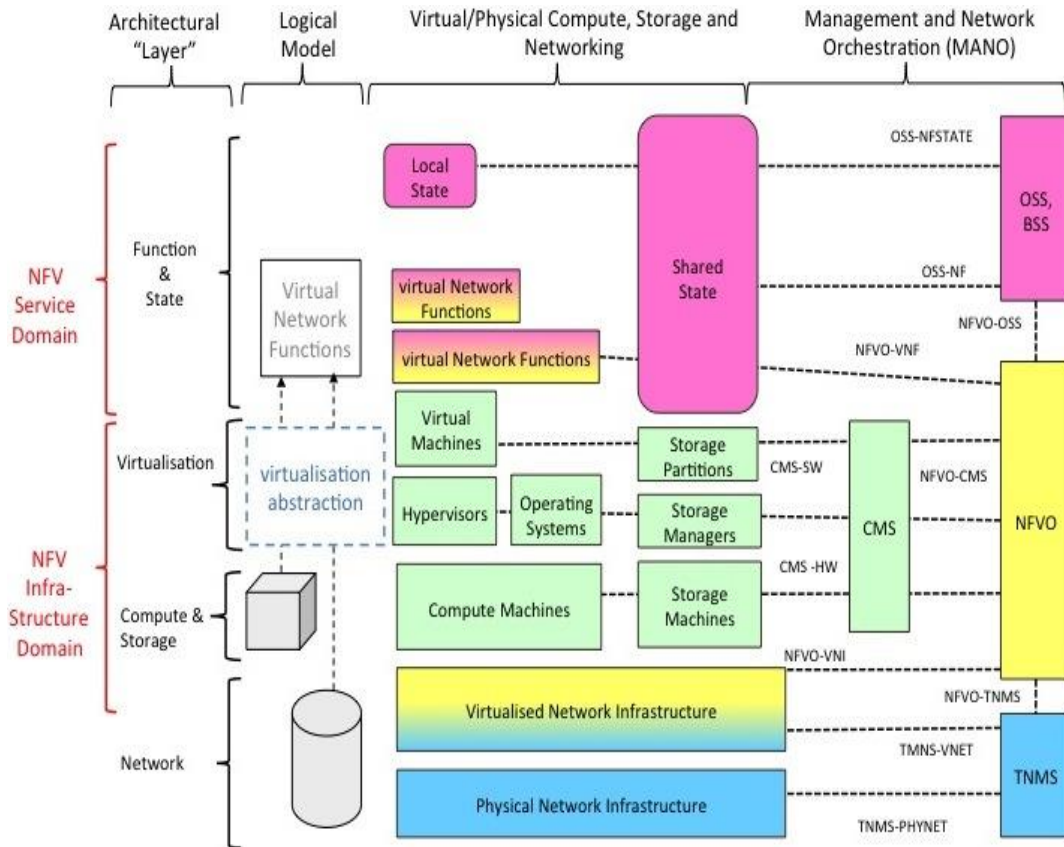 Architectural
“Layer”
Logical
Model
Virtual/Physical Compute, Storage and
Networking
Management and Network
Orchestration (MANO)
NFV
Service
Domain
Function
&
State
Virtual
Network
Functions
Local
State
virtual Network
Functions
virtual Network Functions
Shared
State
OSS-NFSTATE
OSS-NF
OSS,
BSS
NFVO-OSS
NFVO-VNF
NFV
Infra-
Structure
Domain
Virtualisation
virtualisation
abstraction
Virtual
Machines
Hypervisors
Operating
Systems
Storage
Partitions
Storage
Managers
CMS-SW
CMS
NFVO-CMS
NFVO
Compute &
Storage
Compute Machines
Storage
Machines
CMS -HW
NFVO-VNI
NFVO-TNMS
Network
Virtualised Network Infrastructure
TMNS-VNET
TNMS
Physical Network Infrastructure
TNMS-PHYNET